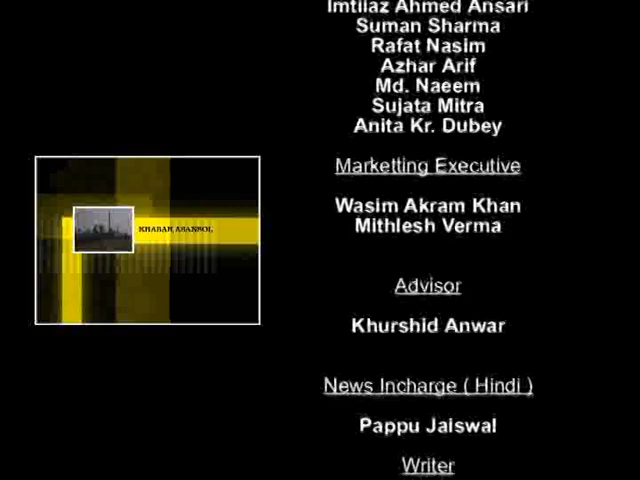 Imtiaz Ahmed Ansari
Suman Sharma
Rafat Nasim
Azhar Arif
Md. Naeem
Sujata Mitra
Anita Kr. Dubey
Marketting Executive
Wasim Akram Khan
Mithlesh Verma
KHABAR ASANSOL
Advisor
Khurshid Anwar
News Incharge ( Hindi )
Pappu Jaiswal
Writer